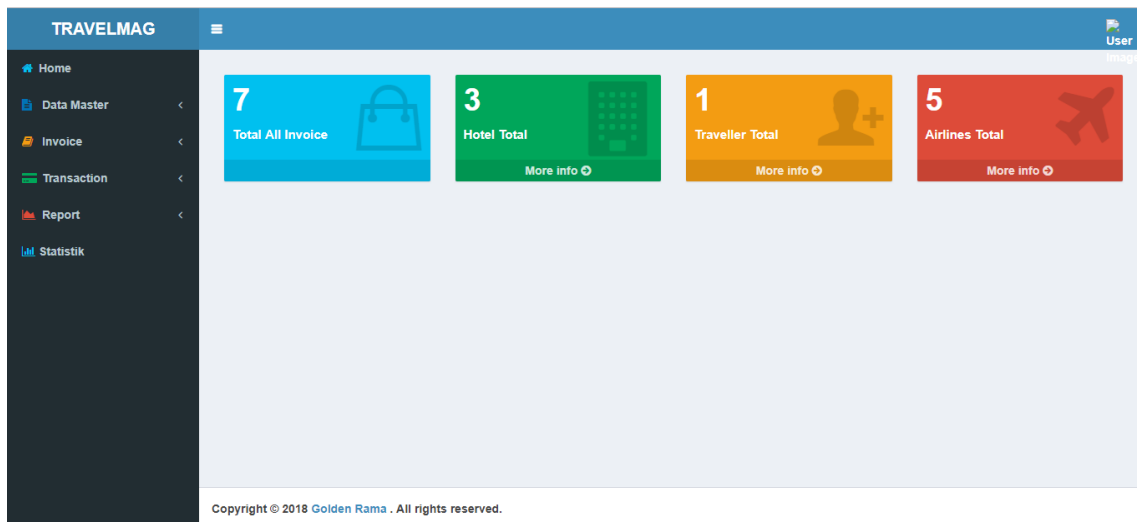 TRAVELMAG
User Image
Home
Data Master
Invoice
Transaction
Report
Statistik
7
Total All Invoice
3
Hotel Total
More info
1
Traveller Total
More info
5
Airlines Total
More info
Copyright © 2018 Golden Rama . All rights reserved.